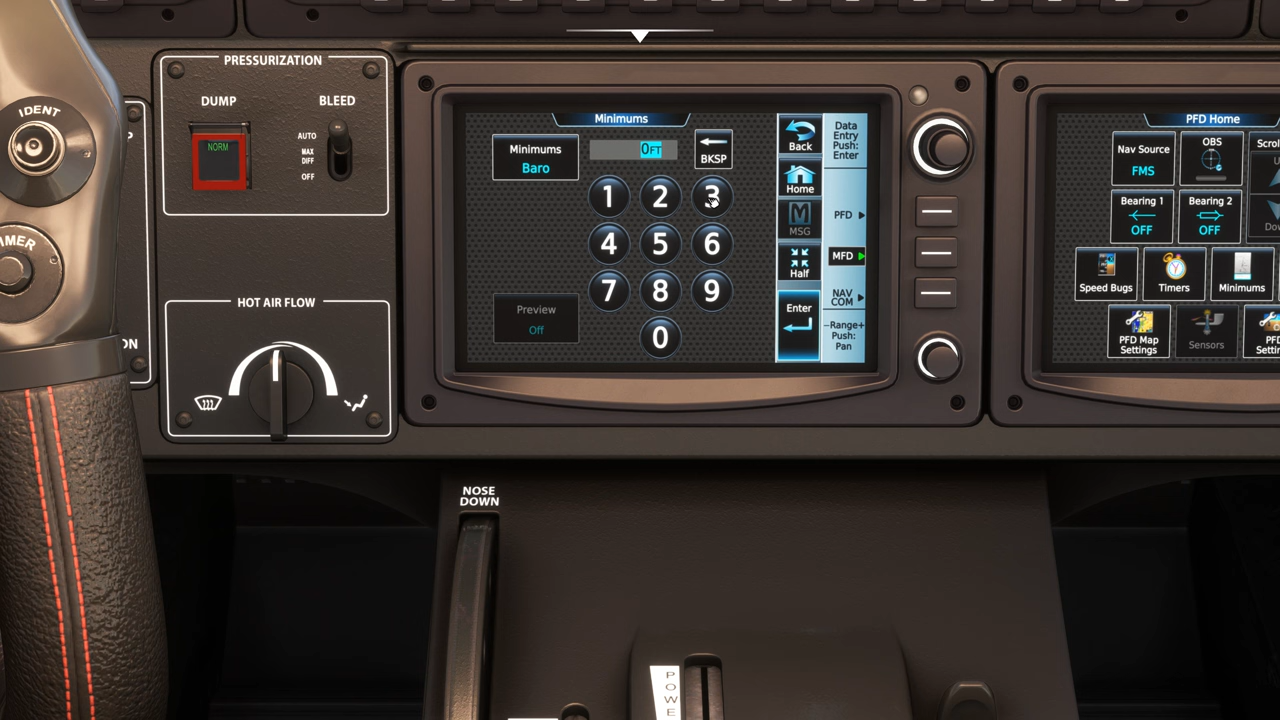 IDENT
PRESSURIZATION
DUMP
BLEED
NORM
AUTO
MAX
DIFF
OFF
HOT AIR FLOW
Minimums
Minimums
Baro
0FT
BKSP
1
2
3
4
5
6
7
8
9
0
Preview
Off
Back
Home
MSG
Half
Enter
Data
Entry
Push:
Enter
PFD
MFD
NAV
COM
–Range+
Push:
Pan
PFD Home
Nav Source
FMS
OBS
Bearing 1
OFF
Bearing 2
OFF
Speed Bugs
Timers
Minimums
PFD Map
Settings
Sensors
NOSE
DOWN